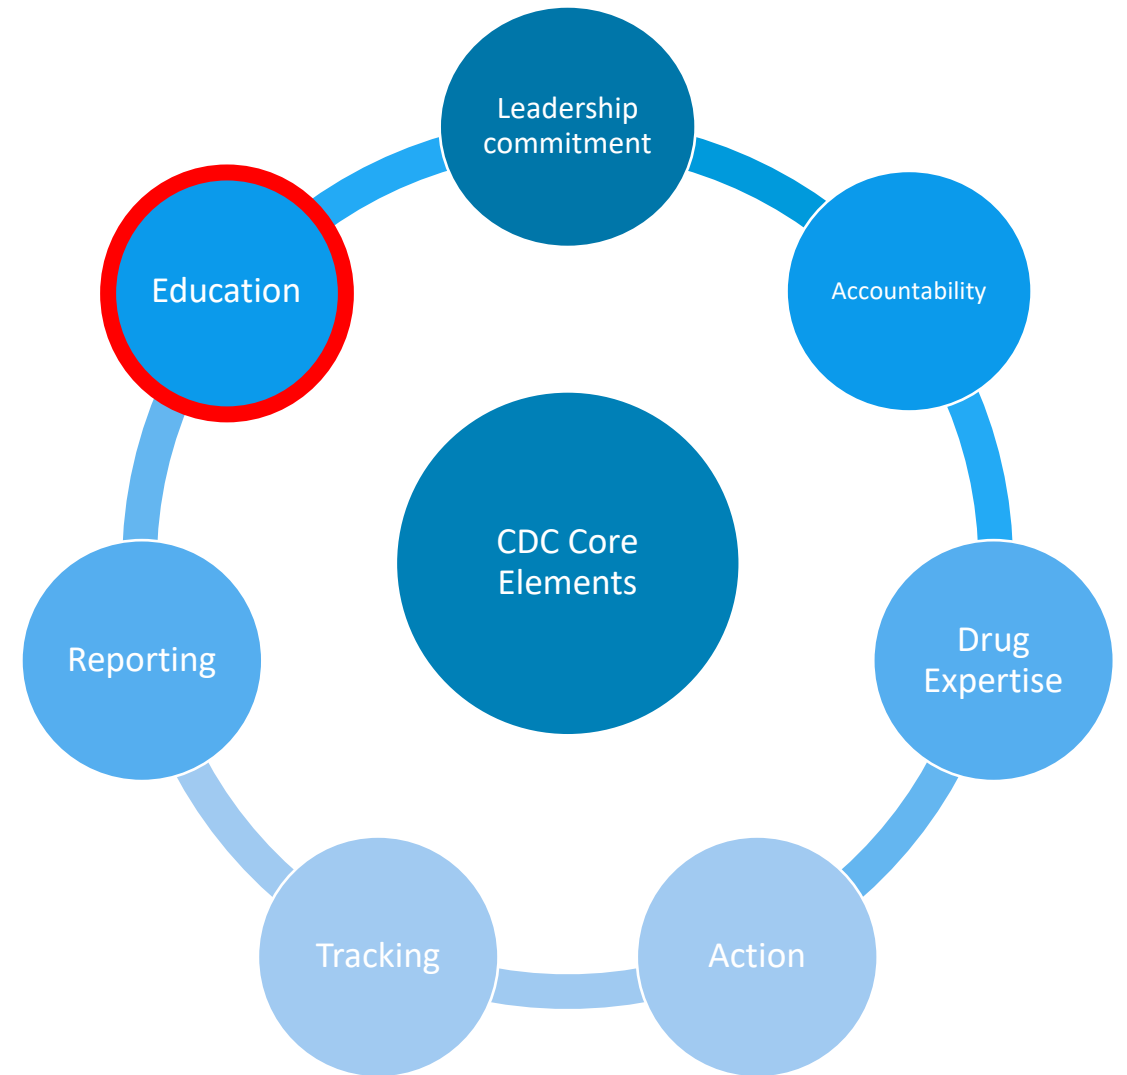 Leadership
commitment
Education
Accountability
CDC Core
Elements
Reporting
Drug
Expertise
Tracking
Action